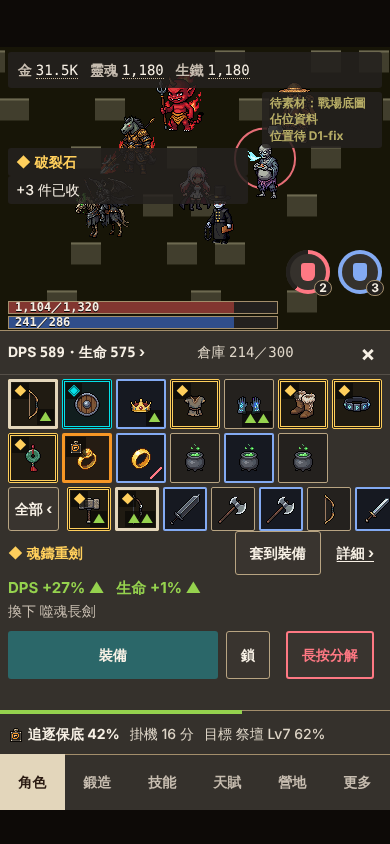 金 31.5K 靈魂 1,180 生鐵 1,180
待素材：戰場底圖
佔位資料
位置待 D1-fix
◆ 破裂石
+3 件已收
2
3
1,104／1,320
241／286
DPS 589・生命 575 ›
倉庫 214／300
×
全部 ‹
◆ 魂鑄重劍
套到裝備
詳細 ›
DPS +27% ▲ 生命 +1% ▲
換下 噬魂長劍
裝備
鎖
長按分解
追逐保底 42% 掛機 16 分 目標 祭壇 Lv7 62%
角色
鍛造
技能
天賦
營地
更多